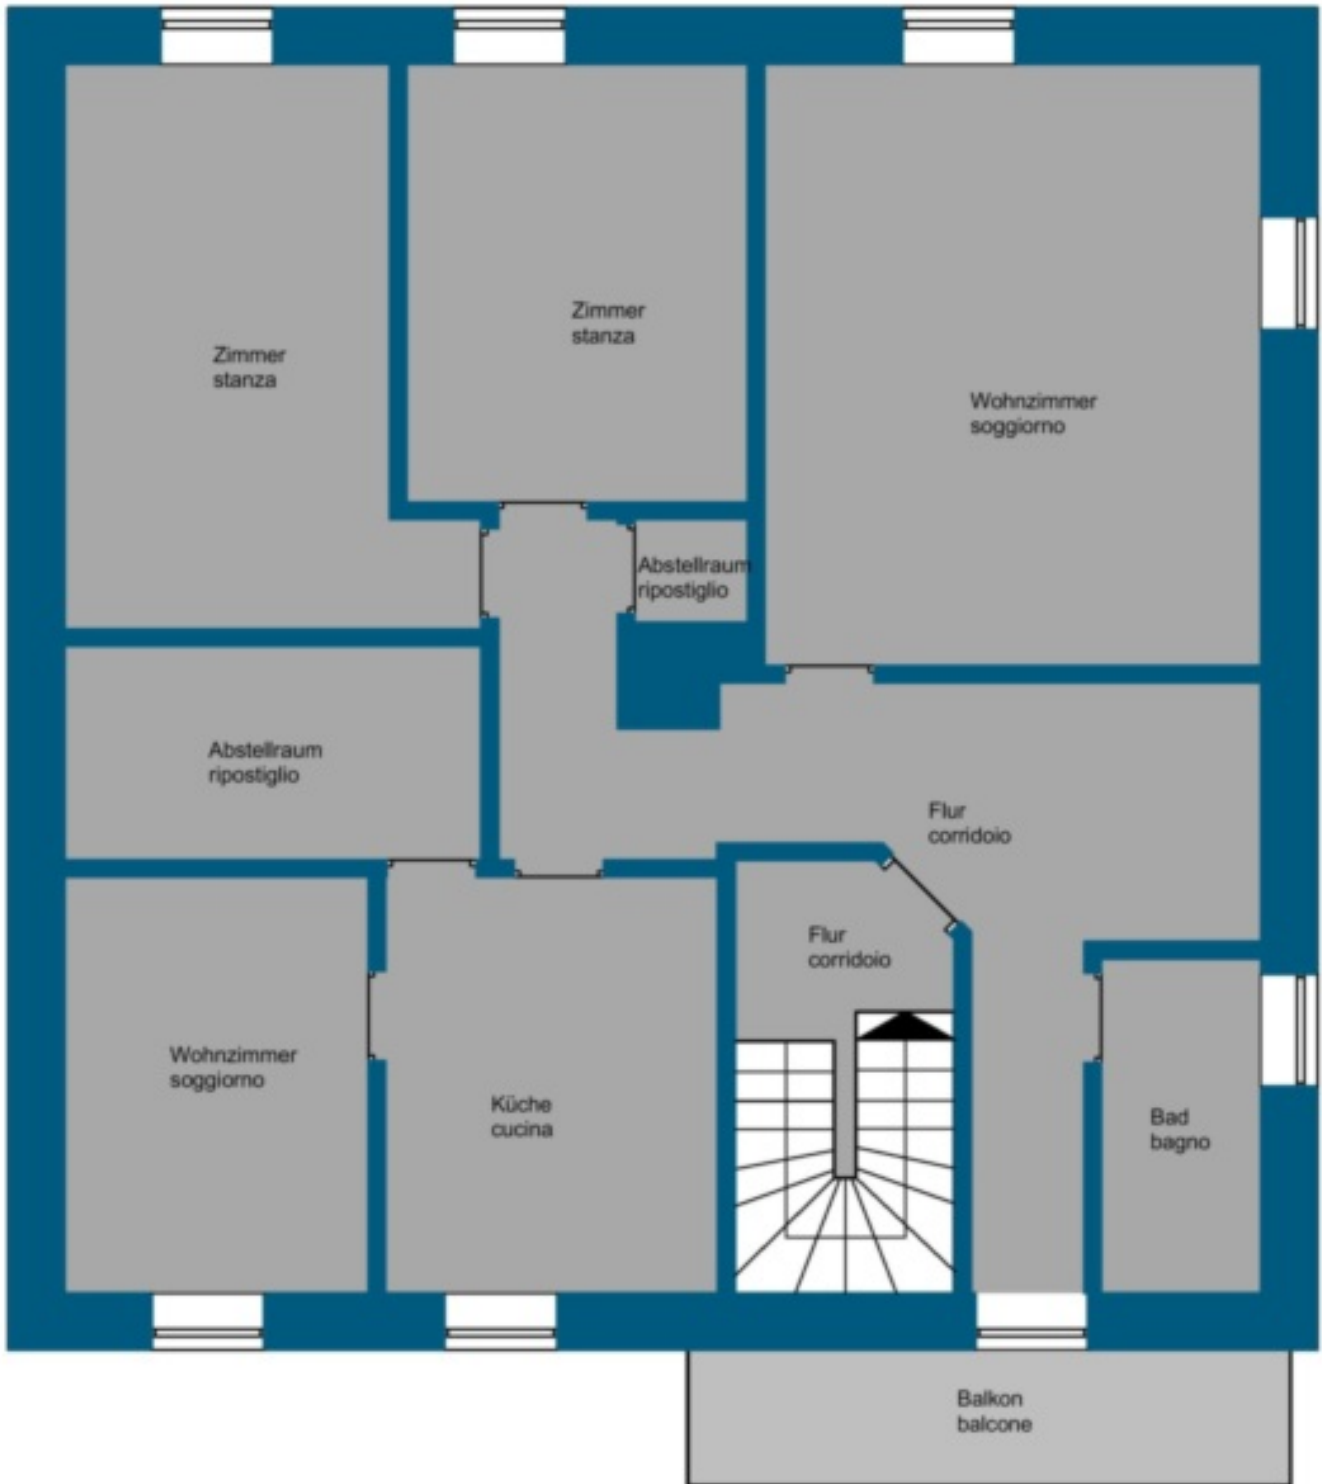 Zimmer
stanza
Zimmer
stanza
Wohnzimmer
soggiorno
Abstellraum
ripostiglio
Abstellraum
ripostiglio
Flur
corridoio
Flur
corridoio
Wohnzimmer
soggiorno
Küche
cucina
Bad
bagno
Balkon
balcone